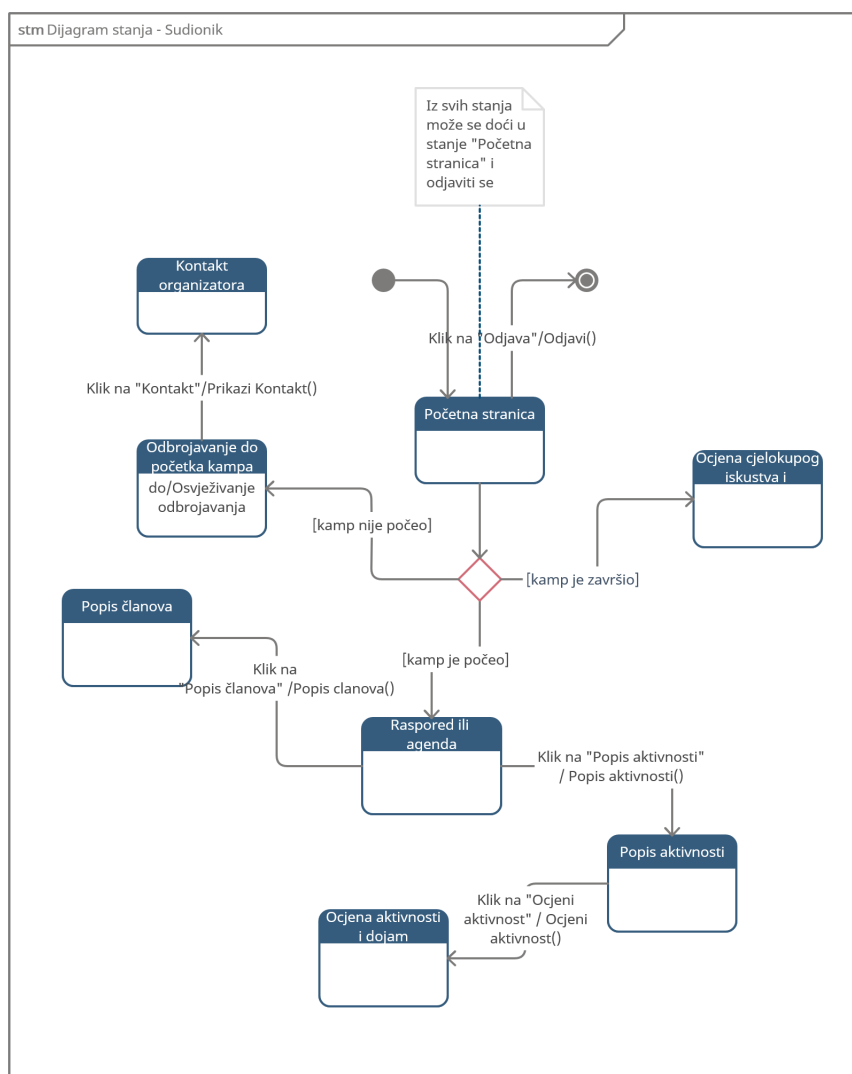 stm Dijagram stanja - Sudionik
Iz svih stanja
može se doći u
stanje "Početna
stranica" i
odjaviti se
Kontakt
organizatora
Klik na "Odjava"/Odjavi()
Klik na "Kontakt"/Prikazi Kontakt()
Početna stranica
Odbrojavanje do
početka kampa
do/Osvježivanje
odbrojavanja
Ocjena cjelokupog
iskustva i
[kamp nije počeo]
[kamp je završio]
Popis članova
[kamp je počeo]
Klik na
"Popis članova" /Popis clanova()
Raspored ili
agenda
Klik na "Popis aktivnosti"
/ Popis aktivnosti()
Popis aktivnosti
Klik na "Ocjeni
aktivnost" / Ocjeni
aktivnost()
Ocjena aktivnosti
i dojam